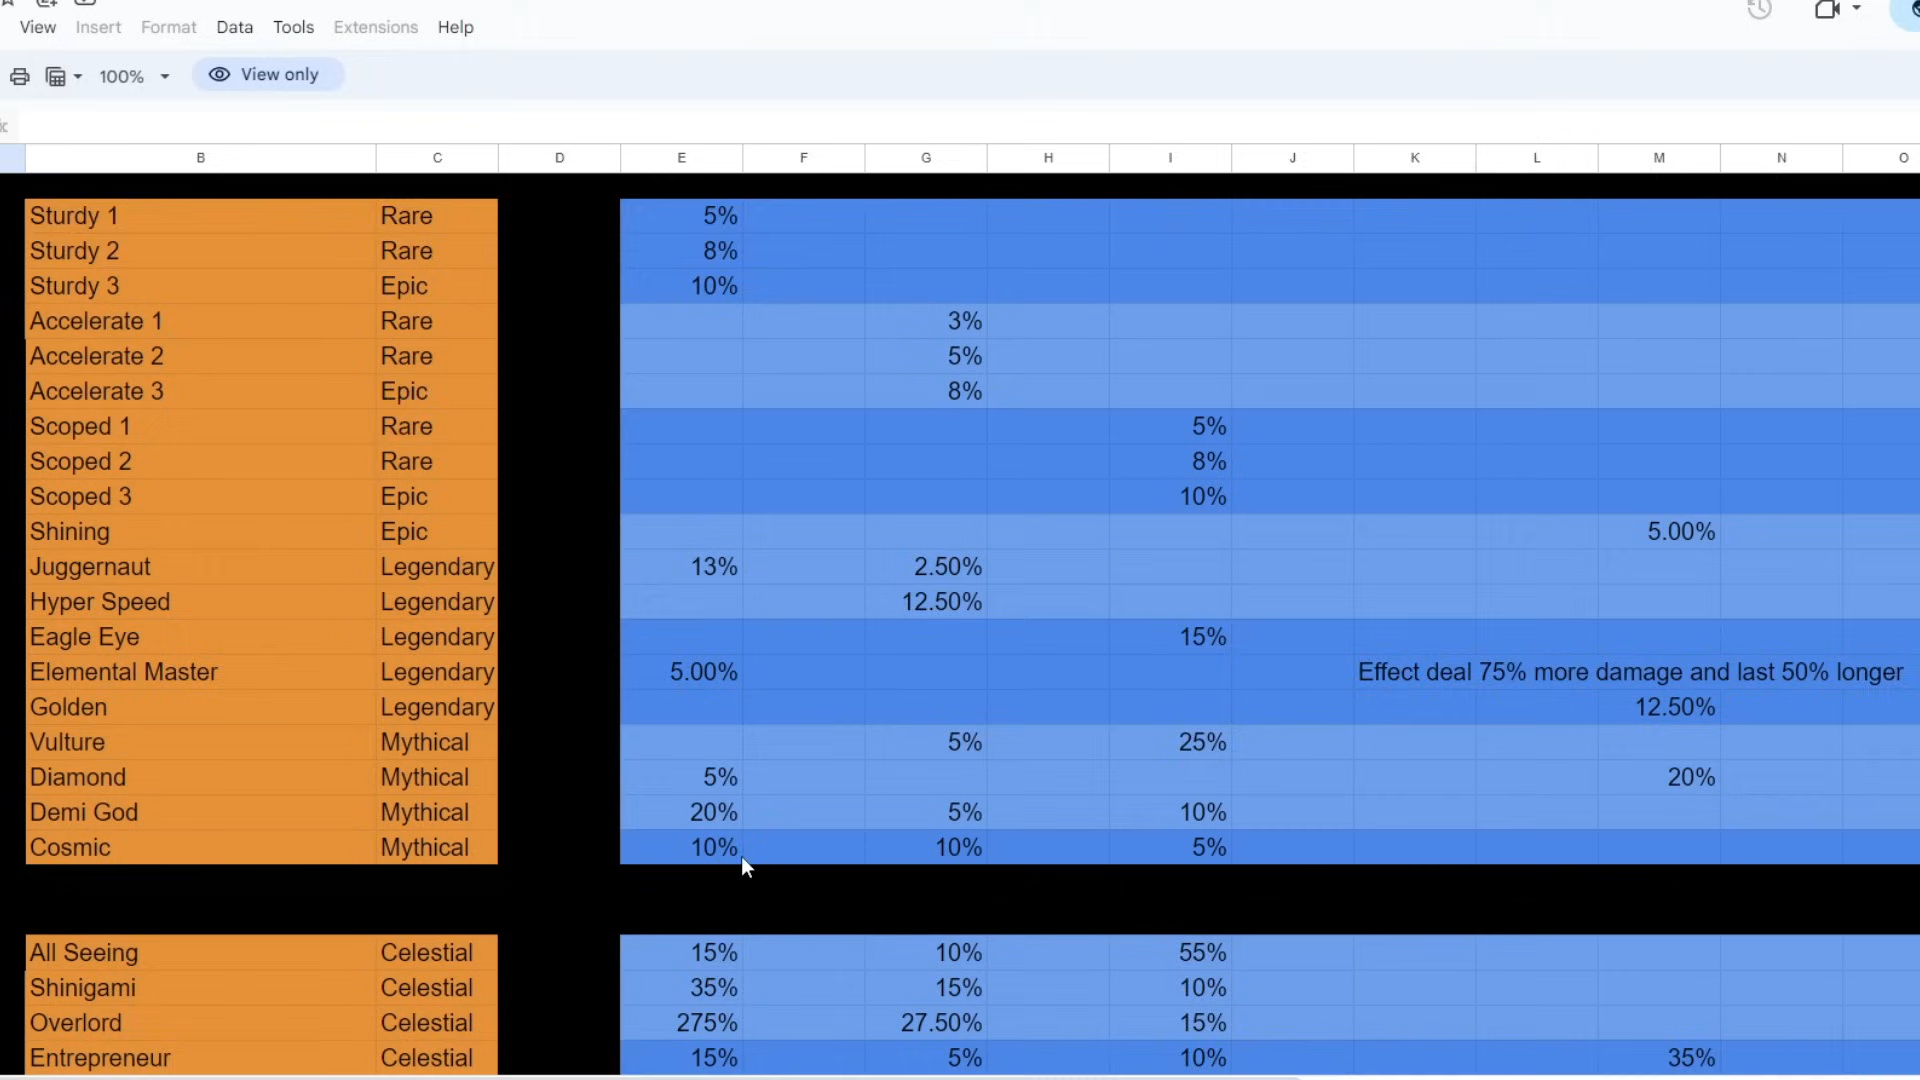 View Insert Format Data Tools Extensions Help
100% View only
B C D E F G H I J K L M N O
Sturdy 1 Rare 5%
Sturdy 2 Rare 8%
Sturdy 3 Epic 10%
Accelerate 1 Rare 3%
Accelerate 2 Rare 5%
Accelerate 3 Epic 8%
Scoped 1 Rare 5%
Scoped 2 Rare 8%
Scoped 3 Epic 10%
Shining Epic 5.00%
Juggernaut Legendary 13% 2.50%
Hyper Speed Legendary 12.50%
Eagle Eye Legendary 15%
Elemental Master Legendary 5.00% Effect deal 75% more damage and last 50% longer
Golden Legendary 12.50%
Vulture Mythical 5% 25%
Diamond Mythical 5% 20%
Demi God Mythical 20% 5% 10%
Cosmic Mythical 10% 10% 5%
All Seeing Celestial 15% 10% 55%
Shinigami Celestial 35% 15% 10%
Overlord Celestial 275% 27.50% 15%
Entrepreneur Celestial 15% 5% 10% 35%